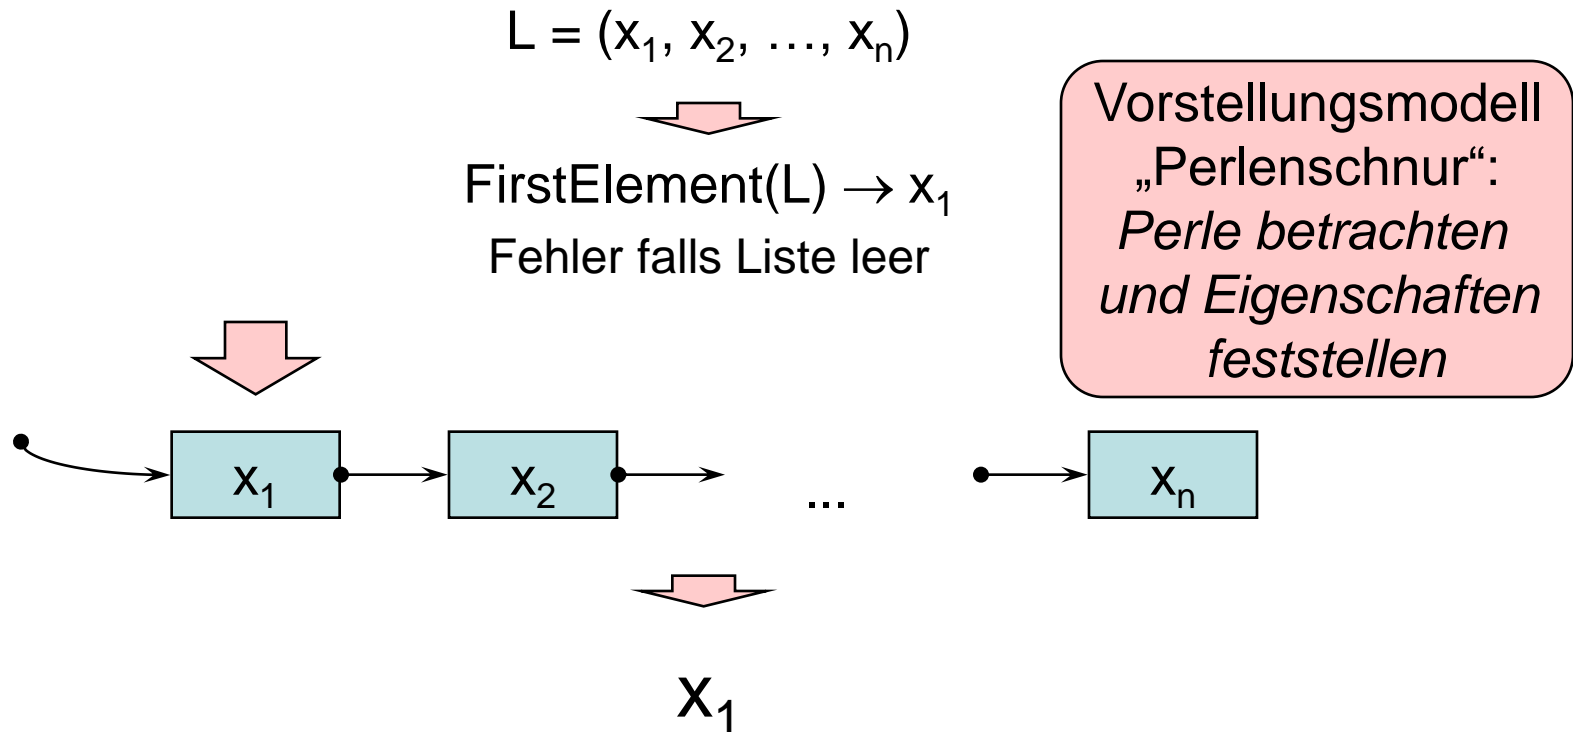 L = (x₁, x₂, …, xₙ)
FirstElement(L) → x₁
Fehler falls Liste leer
Vorstellungsmodell
„Perlenschnur“:
Perle betrachten
und Eigenschaften
feststellen
x₁ x₂ ... xₙ
x₁